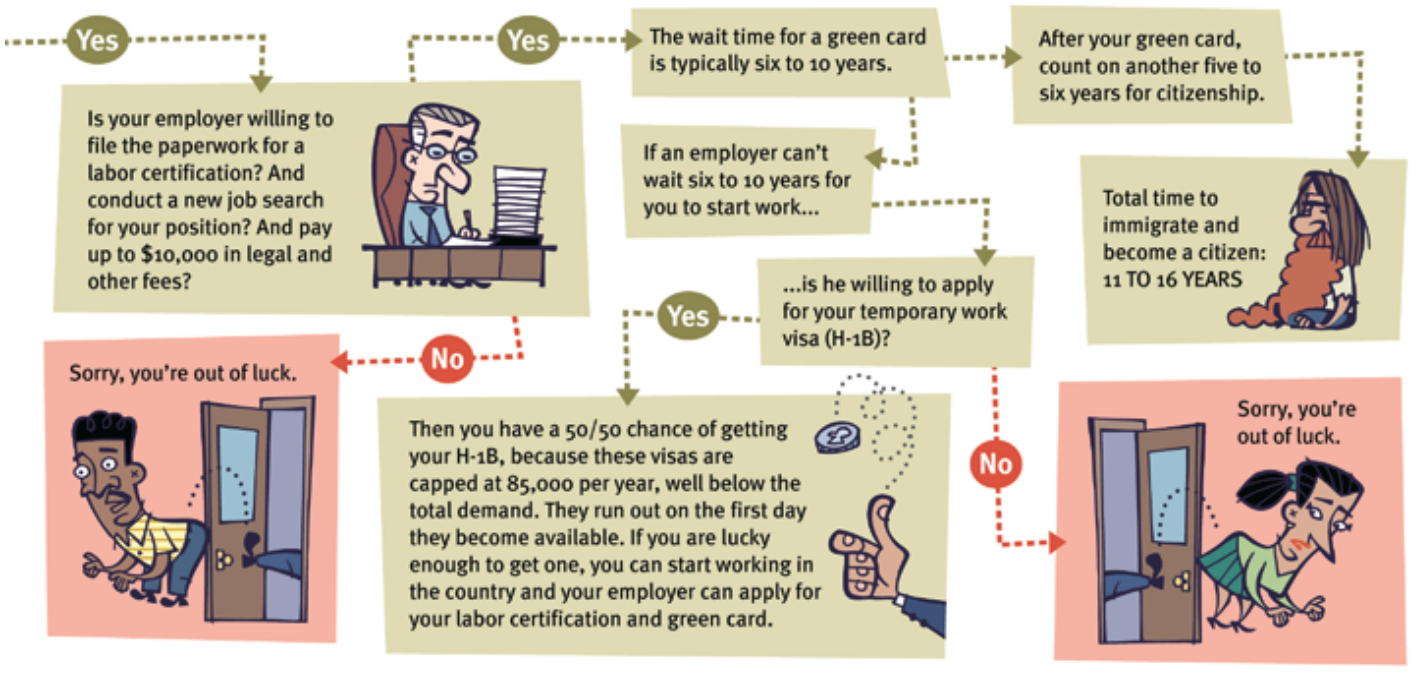 Yes
Is your employer willing to
file the paperwork for a
labor certification? And
conduct a new job search
for your position? And pay
up to $10,000 in legal and
other fees?
Yes
The wait time for a green card
is typically six to 10 years.
After your green card,
count on another five to
six years for citizenship.
Total time to
immigrate and
become a citizen:
11 TO 16 YEARS
If an employer can't
wait six to 10 years for
you to start work...
...is he willing to apply
for your temporary work
visa (H-1B)?
No
Sorry, you're out of luck.
Yes
Then you have a 50/50 chance of getting
your H-1B, because these visas are
capped at 85,000 per year, well below the
total demand. They run out on the first day
they become available. If you are lucky
enough to get one, you can start working in
the country and your employer can apply for
your labor certification and green card.
No
Sorry, you're
out of luck.